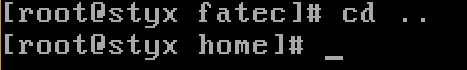 [root@styx fatec]# cd ..
[root@styx home]# _